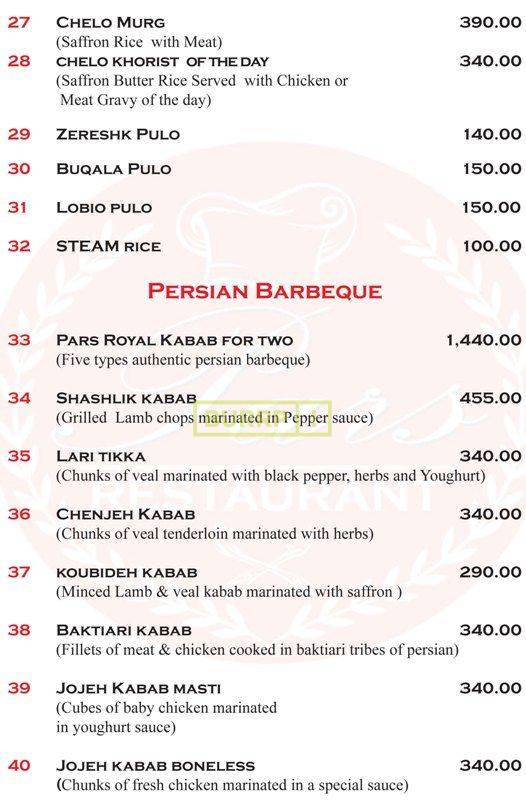 27 Chelo Murg 390.00
(Saffron Rice with Meat)
28 CHELO KHORIST OF THE DAY 340.00
(Saffron Butter Rice Served with Chicken or
Meat Gravy of the day)
29 Zereshk Pulo 140.00
30 Buqala Pulo 150.00
31 Lobio pulo 150.00
32 STEAM rice 100.00
Persian Barbeque
33 Pars Royal Kabab for two 1,440.00
(Five types authentic persian barbeque)
34 Shashlik kabab 455.00
(Grilled Lamb chops marinated in Pepper sauce)
35 Lari tikka 340.00
(Chunks of veal marinated with black pepper, herbs and Youghurt)
RESTAURANT
36 Chenjeh Kabab 340.00
(Chunks of veal tenderloin marinated with herbs)
37 koubideh kabab 290.00
(Minced Lamb & veal kabab marinated with saffron )
38 Baktiari kabab 340.00
(Fillets of meat & chicken cooked in baktiari tribes of persian)
39 Jojeh Kabab masti 340.00
(Cubes of baby chicken marinated
in youghurt sauce)
40 Jojeh kabab boneless 340.00
(Chunks of fresh chicken marinated in a special sauce)